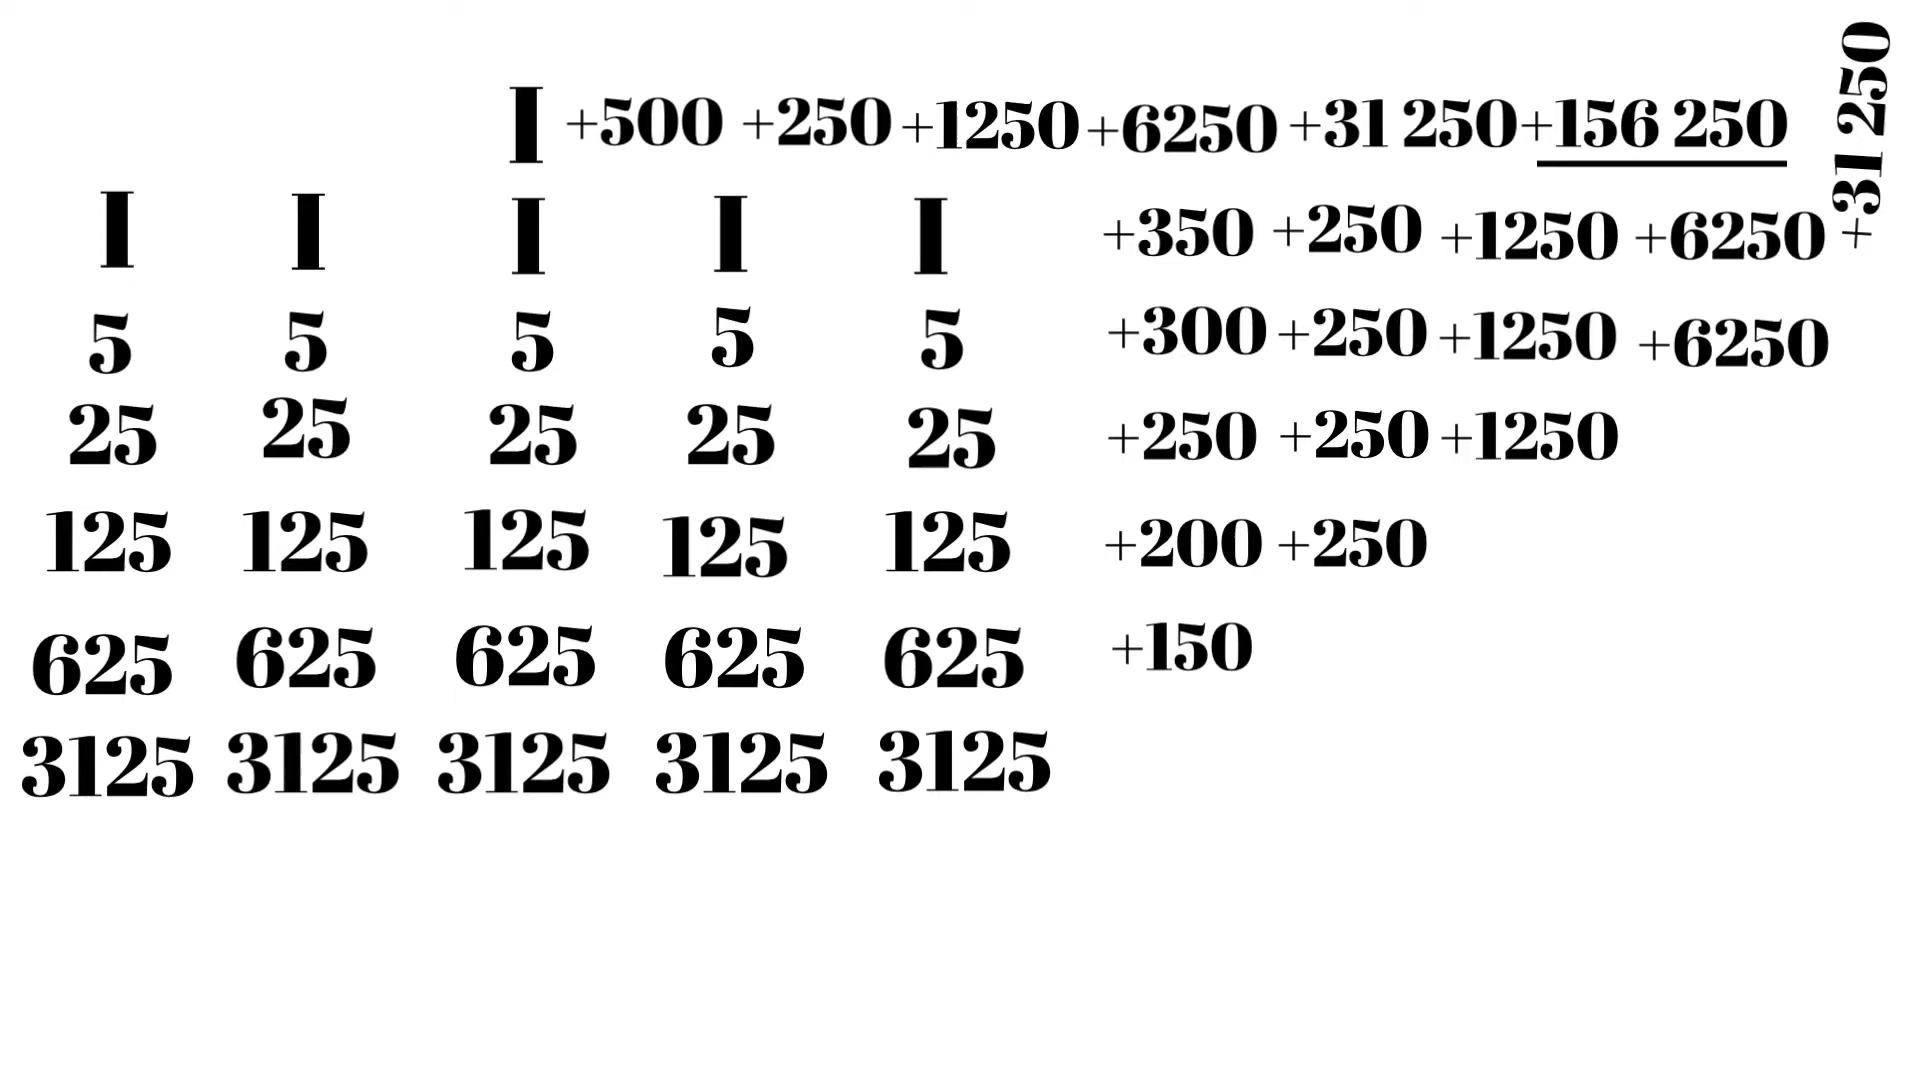 I +500 +250 +1250 +6250 +31 250 +156 250
I I I I I +350 +250 +1250 +6250 +31 250
5 5 5 5 5 +300 +250 +1250 +6250
25 25 25 25 25 +250 +250 +1250
125 125 125 125 125 +200 +250
625 625 625 625 625 +150
3125 3125 3125 3125 3125